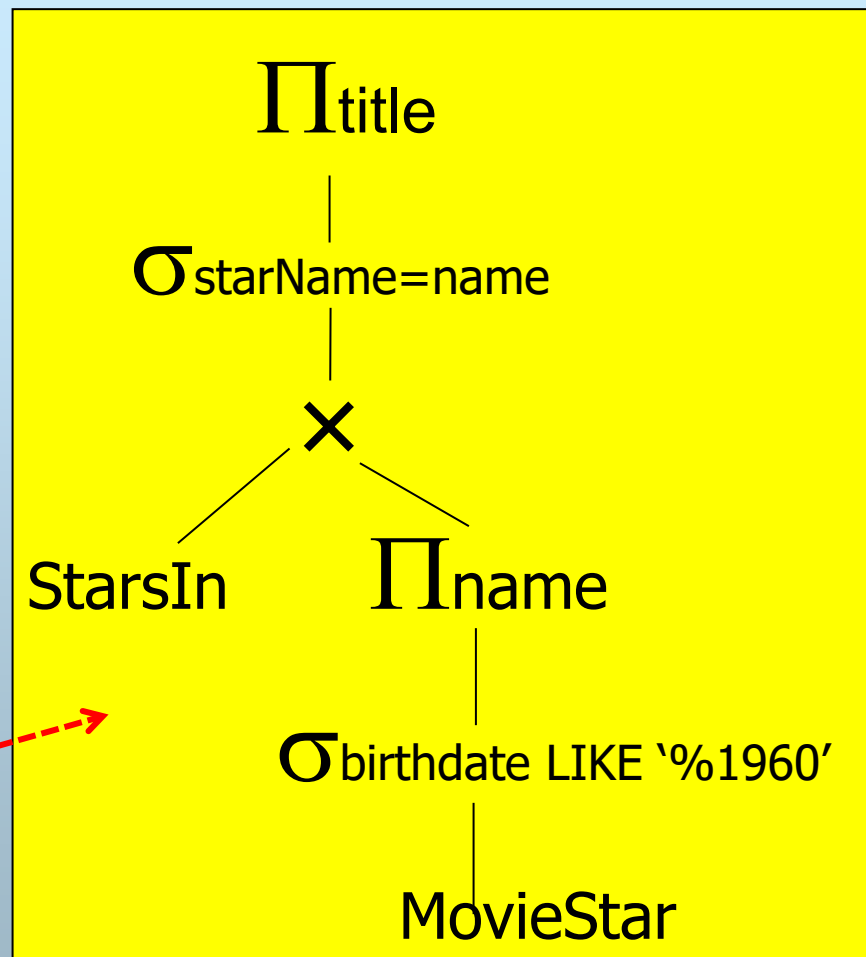 Πtitle
σstarName=name
×
StarsIn Πname
σbirthdate LIKE ‘%1960’
MovieStar